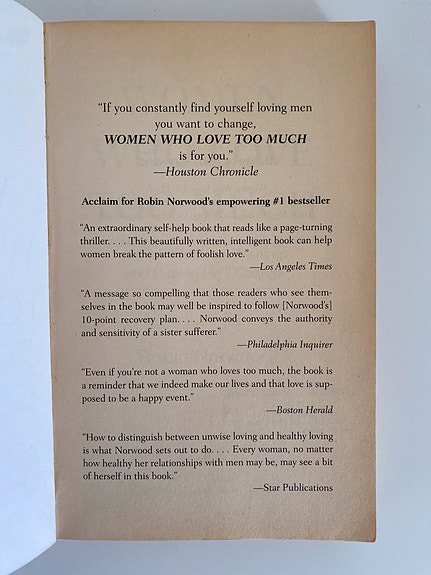 “If you constantly find yourself loving men
you want to change,
WOMEN WHO LOVE TOO MUCH
is for you.”
—Houston Chronicle
Acclaim for Robin Norwood’s empowering #1 bestseller
“An extraordinary self-help book that reads like a page-turning
thriller. . . . This beautifully written, intelligent book can help
women break the pattern of foolish love.”
—Los Angeles Times
“A message so compelling that those readers who see them-
selves in the book may well be inspired to follow [Norwood’s]
10-point recovery plan. . . . Norwood conveys the authority
and sensitivity of a sister sufferer.”
—Philadelphia Inquirer
“Even if you’re not a woman who loves too much, the book is
a reminder that we indeed make our lives and that love is sup-
posed to be a happy event.”
—Boston Herald
“How to distinguish between unwise loving and healthy loving
is what Norwood sets out to do. . . . Every woman, no matter
how healthy her relationships with men may be, may see a bit
of herself in this book.”
—Star Publications